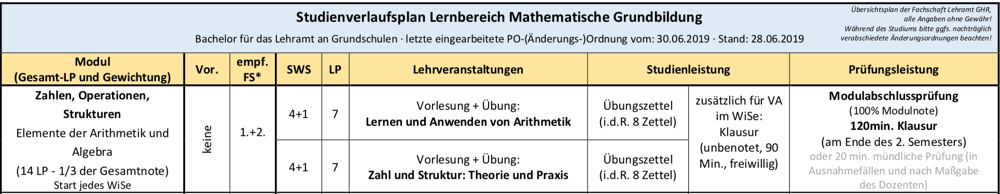 Studienverlaufsplan Lernbereich Mathematische Grundbildung
Bachelor für das Lehramt an Grundschulen · letzte eingearbeitete PO-(Änderungs-)Ordnung vom: 30.06.2019 · Stand: 28.06.2019
Übersichtsplan der Fachschaft Lehramt GHR,
alle Angaben ohne Gewähr!
Während des Studiums bitte ggfs. nachträglich
verabschiedete Änderungsordnungen beachten!
Modul
(Gesamt-LP und Gewichtung)
Vor.
empf.
FS*
SWS
LP
Lehrveranstaltungen
Studienleistung
Prüfungsleistung
Zahlen, Operationen,
Strukturen
Elemente der Arithmetik und
Algebra
(14 LP - 1/3 der Gesamtnote)
Start jedes WiSe
keine
1.+2.
4+1
7
Vorlesung + Übung:
Lernen und Anwenden von Arithmetik
Übungszettel
(i.d.R. 8 Zettel)
4+1
7
Vorlesung + Übung:
Zahl und Struktur: Theorie und Praxis
Übungszettel
(i.d.R. 8 Zettel)
zusätzlich für VA
im WiSe:
Klausur
(unbenotet, 90
Min., freiwillig)
Modulabschlussprüfung
(100% Modulnote)
120min. Klausur
(am Ende des 2. Semesters)
oder 20 min. mündliche Prüfung (in
Ausnahmefällen und nach Maßgabe
des Dozenten)